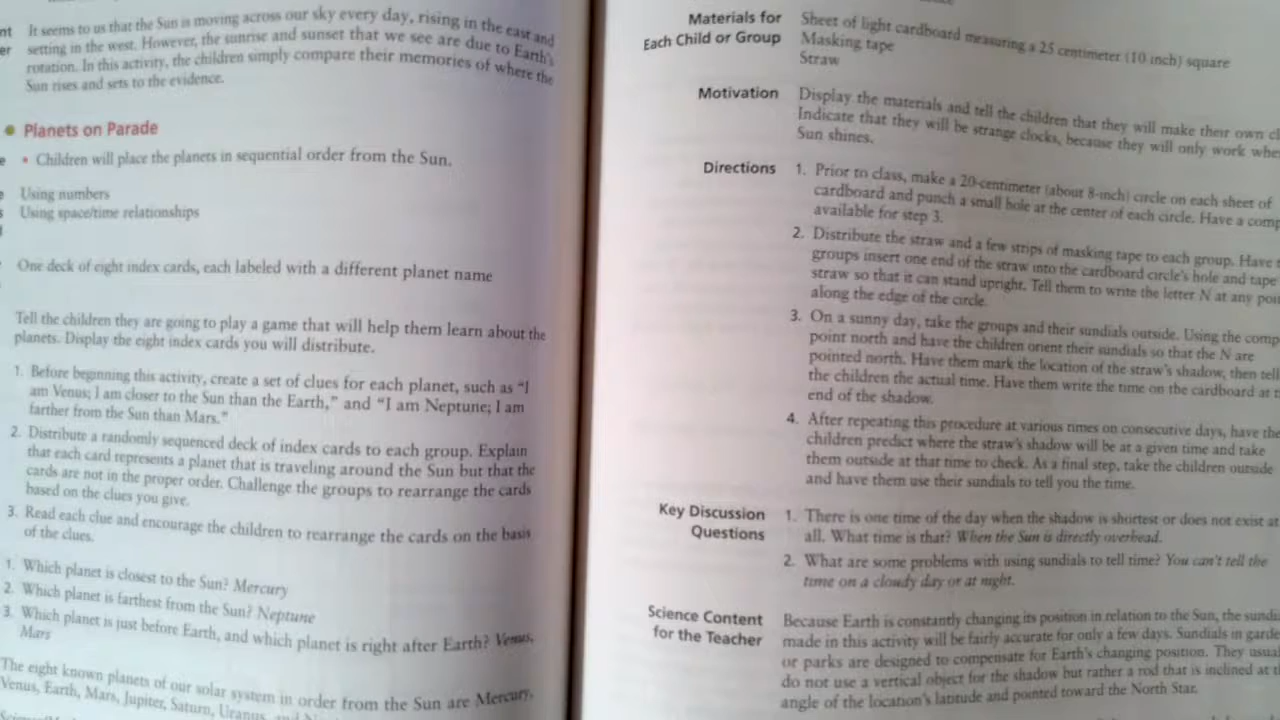 nt
er
It seems to us that the Sun is moving across our sky every day, rising in the east and
setting in the west. However, the sunrise and sunset that we see are due to Earth's
rotation. In this activity, the children simply compare their memories of where the
Sun rises and sets to the evidence.
Planets on Parade
• Children will place the planets in sequential order from the Sun.
Using numbers
Using space/time relationships
One deck of eight index cards, each labeled with a different planet name
Tell the children they are going to play a game that will help them learn about the
planets. Display the eight index cards you will distribute.
1. Before beginning this activity, create a set of clues for each planet, such as "I
am Venus; I am closer to the Sun than the Earth," and "I am Neptune; I am
farther from the Sun than Mars."
2. Distribute a randomly sequenced deck of index cards to each group. Explain
that each card represents a planet that is traveling around the Sun but that the
cards are not in the proper order. Challenge the groups to rearrange the cards
based on the clues you give.
3. Read each clue and encourage the children to rearrange the cards on the basis
of the clues.
1. Which planet is closest to the Sun? Mercury
2. Which planet is farthest from the Sun? Neptune
3. Which planet is just before Earth, and which planet is right after Earth? Venus,
Mars
The eight known planets of our solar system in order from the Sun are Mercury,
Venus, Earth, Mars, Jupiter, Saturn, Uranus, and
Materials for
Each Child or Group
Sheet of light cardboard measuring a 25 centimeter (10 inch) square
Masking tape
Straw
Motivation
Display the materials and tell the children that they will make their own cl
Indicate that they will be strange clocks, because they will only work whe
Sun shines.
Directions
1. Prior to class, make a 20-centimeter (about 8-inch) circle on each sheet of
cardboard and punch a small hole at the center of each circle. Have a comp
available for step 3.
2. Distribute the straw and a few strips of masking tape to each group. Have
groups insert one end of the straw into the cardboard circle's hole and tape
straw so that it can stand upright. Tell them to write the letter N at any poi
along the edge of the circle.
3. On a sunny day, take the groups and their sundials outside. Using the comp
point north and have the children orient their sundials so that the N are
pointed north. Have them mark the location of the straw's shadow, then tell
the children the actual time. Have them write the time on the cardboard at t
end of the shadow.
4. After repeating this procedure at various times on consecutive days, have the
children predict where the straw's shadow will be at a given time and take
them outside at that time to check. As a final step, take the children outside
and have them use their sundials to tell you the time.
Key Discussion
Questions
1. There is one time of the day when the shadow is shortest or does not exist at
all. What time is that? When the Sun is directly overhead.
2. What are some problems with using sundials to tell time? You can't tell the
time on a cloudy day or at night.
Science Content
for the Teacher
Because Earth is constantly changing its position in relation to the Sun, the sundia
made in this activity will be fairly accurate for only a few days. Sundials in garde
or parks are designed to compensate for Earth's changing position. They usual
do not use a vertical object for the shadow but rather a rod that is inclined at t
angle of the location's latitude and pointed toward the North Star.